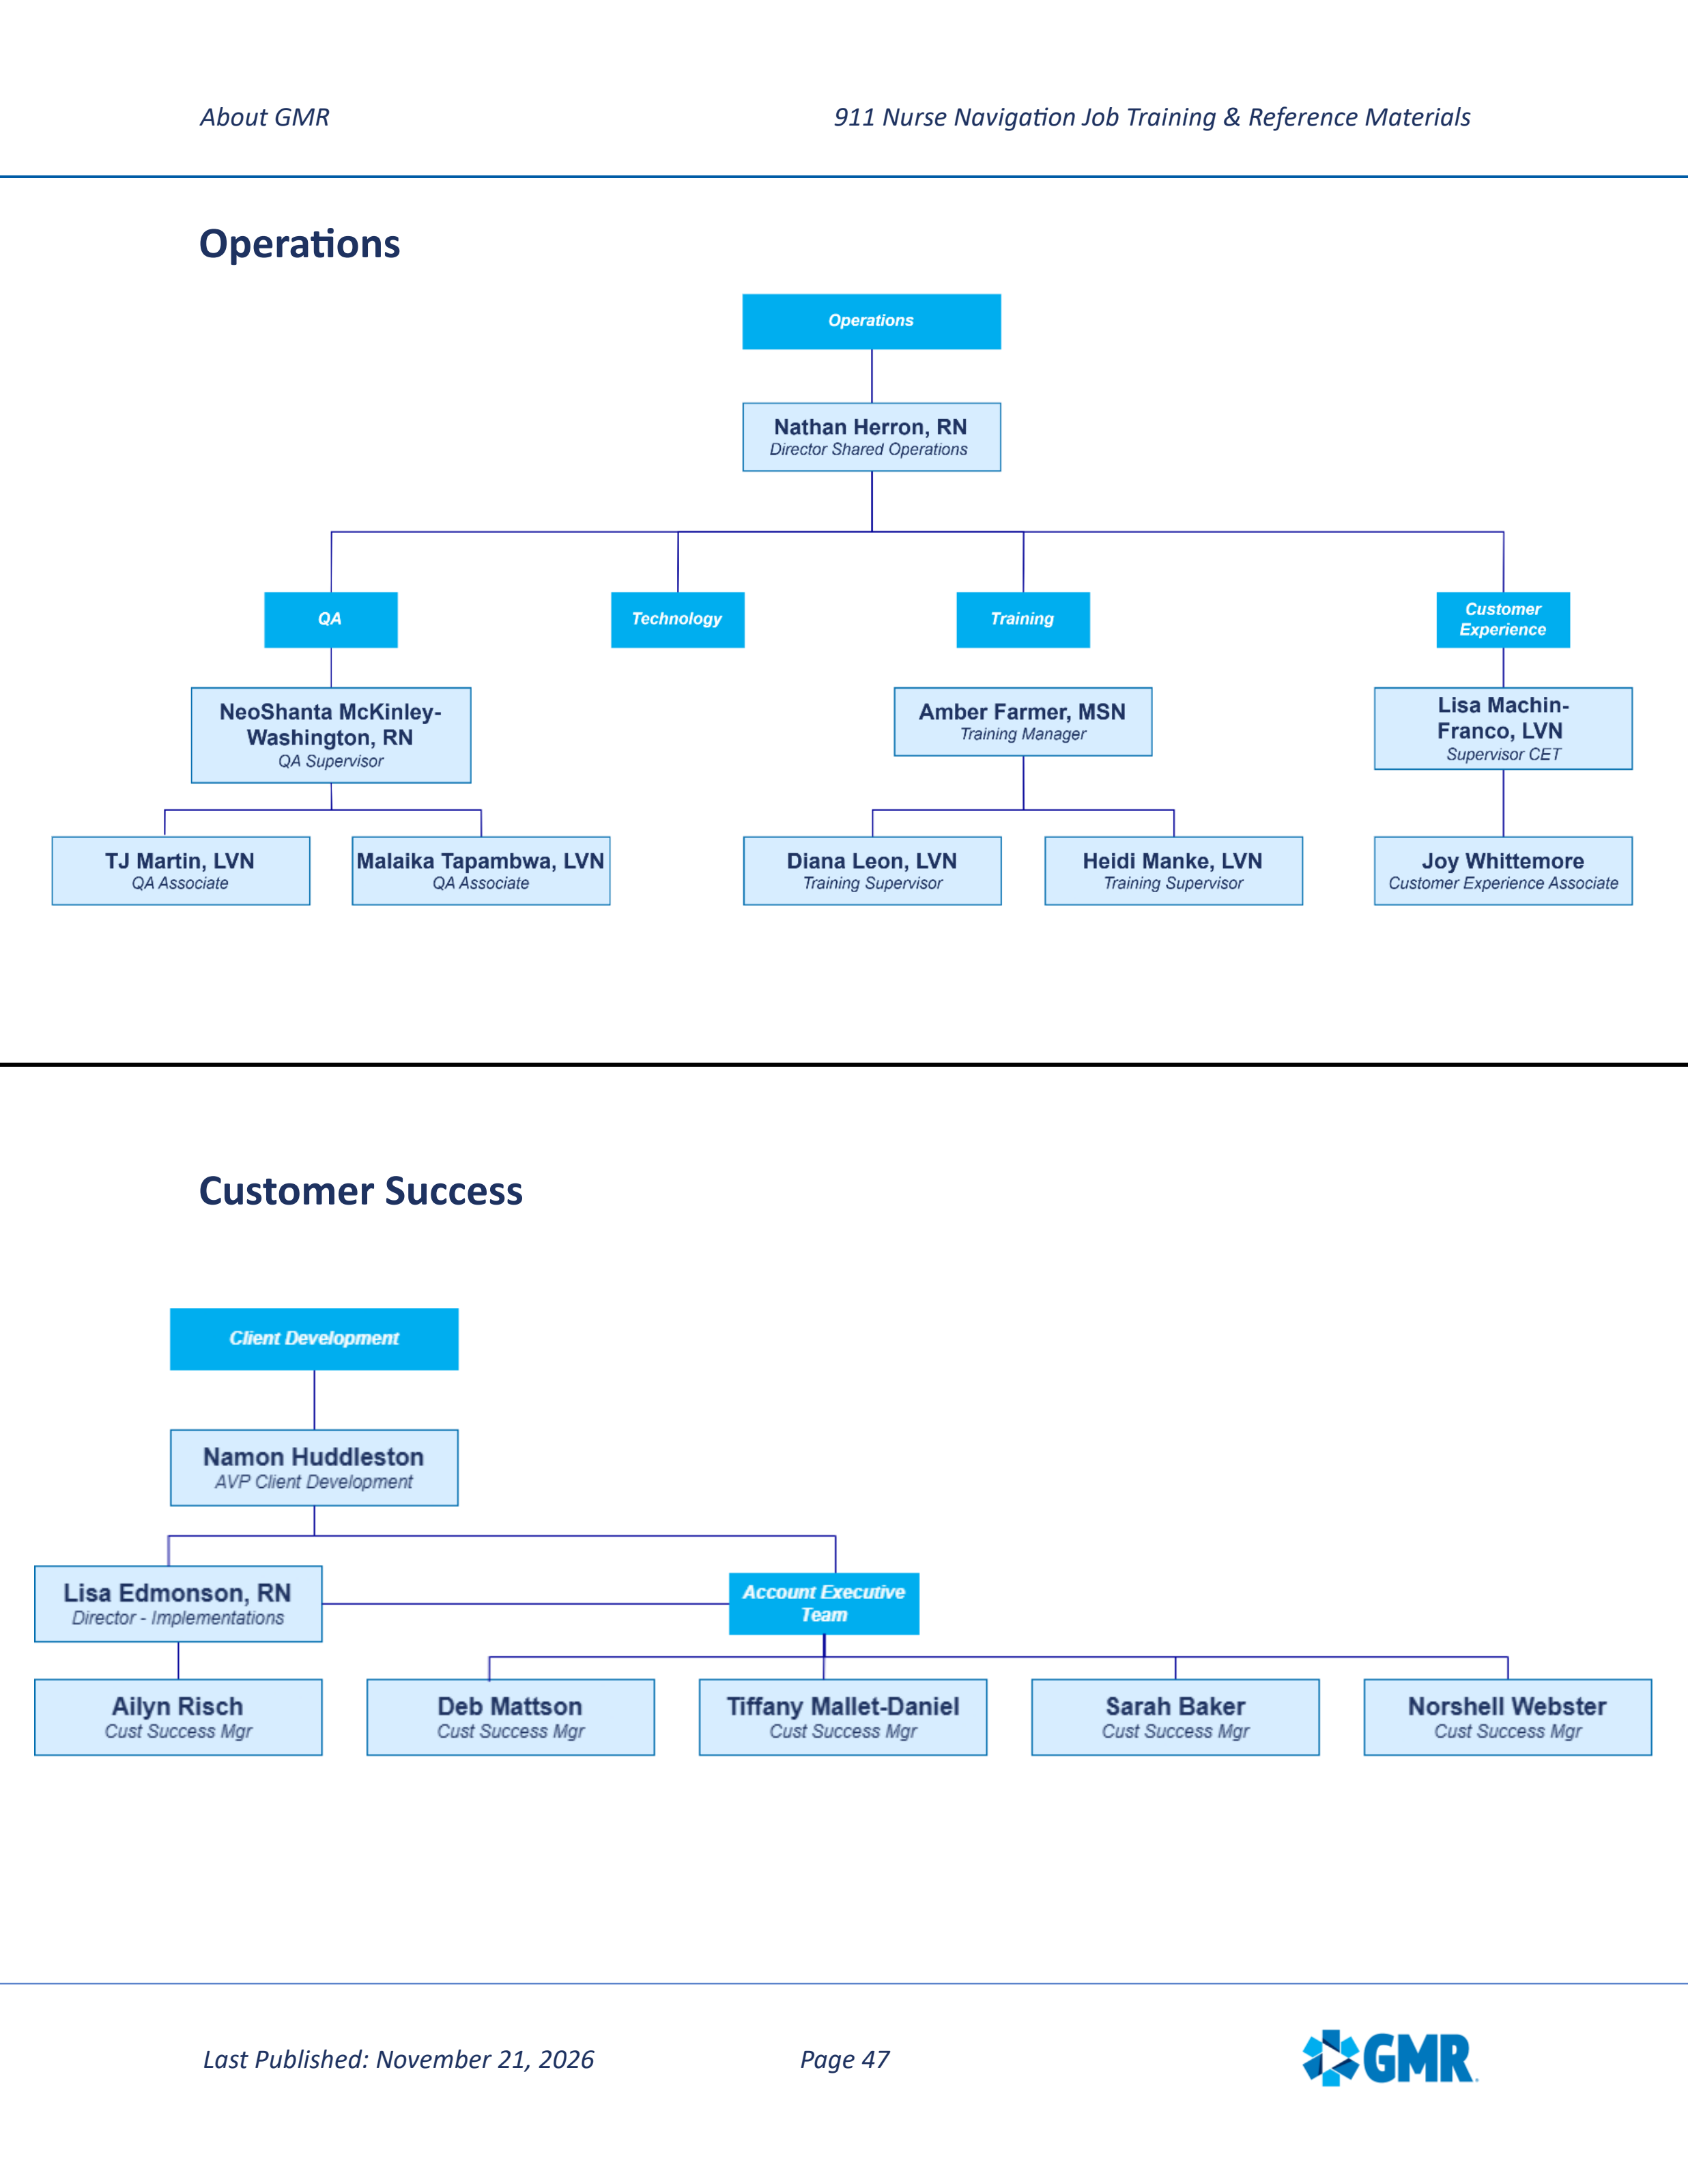 About GMR
911 Nurse Navigation Job Training & Reference Materials
Operations
Operations
Nathan Herron, RN
Director Shared Operations
QA
Technology
Training
Customer
Experience
NeoShanta McKinley-
Washington, RN
QA Supervisor
Amber Farmer, MSN
Training Manager
Lisa Machin-
Franco, LVN
Supervisor CET
TJ Martin, LVN
QA Associate
Malaika Tapambwa, LVN
QA Associate
Diana Leon, LVN
Training Supervisor
Heidi Manke, LVN
Training Supervisor
Joy Whittemore
Customer Experience Associate
Customer Success
Client Development
Namon Huddleston
AVP Client Development
Lisa Edmonson, RN
Director - Implementations
Account Executive
Team
Ailyn Risch
Cust Success Mgr
Deb Mattson
Cust Success Mgr
Tiffany Mallet-Daniel
Cust Success Mgr
Sarah Baker
Cust Success Mgr
Norshell Webster
Cust Success Mgr
Last Published: November 21, 2026
Page 47
GMR